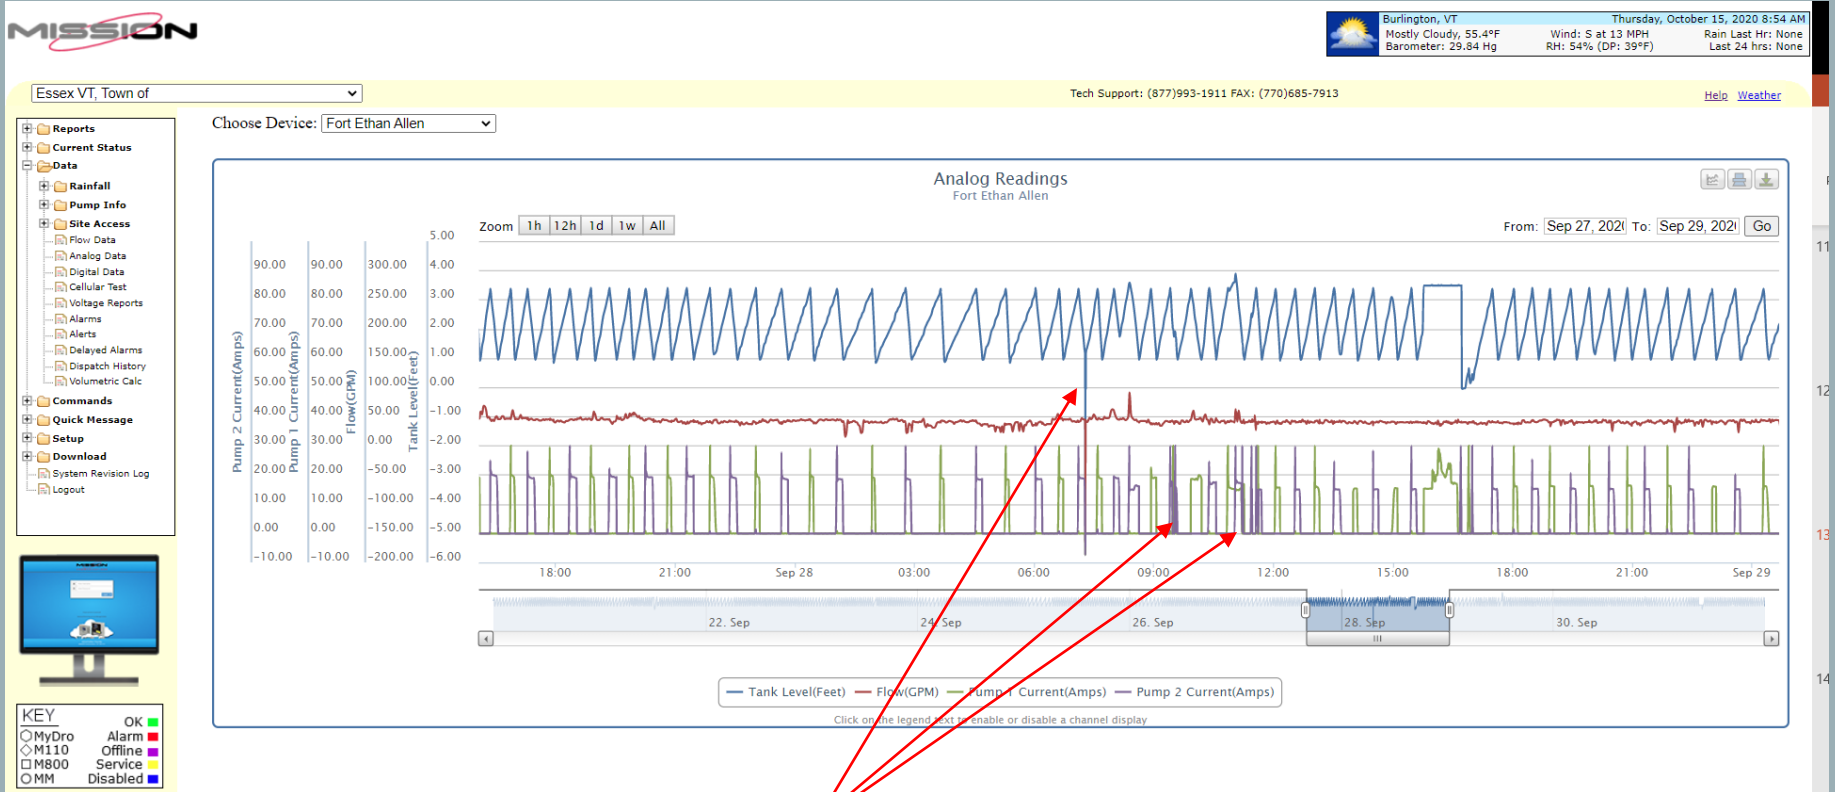 MISSION
Burlington, VT Thursday, October 15, 2020 8:54 AM
Mostly Cloudy, 55.4°F Wind: S at 13 MPH Rain Last Hr: None
Barometer: 29.84 Hg RH: 54% (DP: 39°F) Last 24 hrs: None
Essex VT, Town of
Tech Support: (877)993-1911 FAX: (770)685-7913
Help Weather
Reports
Current Status
Data
Rainfall
Pump Info
Site Access
Flow Data
Analog Data
Digital Data
Cellular Test
Voltage Reports
Alarms
Alerts
Delayed Alarms
Dispatch History
Volumetric Calc
Commands
Quick Message
Setup
Download
System Revision Log
Logout
MISSION
KEY
OK
MyDro Alarm
M110 Offline
M800 Service
MM Disabled
Choose Device: Fort Ethan Allen
Analog Readings
Fort Ethan Allen
Zoom 1h 12h 1d 1w All
From: Sep 27, 2020 To: Sep 29, 202 Go
5.00
90.00 90.00 300.00 4.00
80.00 80.00 250.00 3.00
70.00 70.00 200.00 2.00
60.00 60.00 150.00 1.00
50.00 50.00 100.00 0.00
40.00 40.00 50.00 -1.00
30.00 30.00 0.00 -2.00
20.00 20.00 -50.00 -3.00
10.00 10.00 -100.00 -4.00
0.00 0.00 -150.00 -5.00
-10.00 -10.00 -200.00 -6.00
Pump 2 Current(Amps)
Pump 1 Current(Amps)
Flow(GPM)
Tank Level(Feet)
18:00 21:00 Sep 28 03:00 06:00 09:00 12:00 15:00 18:00 21:00 Sep 29
22. Sep 24. Sep 26. Sep 28. Sep 30. Sep
Tank Level(Feet) Flow(GPM) Pump 1 Current(Amps) Pump 2 Current(Amps)
Click on the legend text to enable or disable a channel display
11
12
13
14